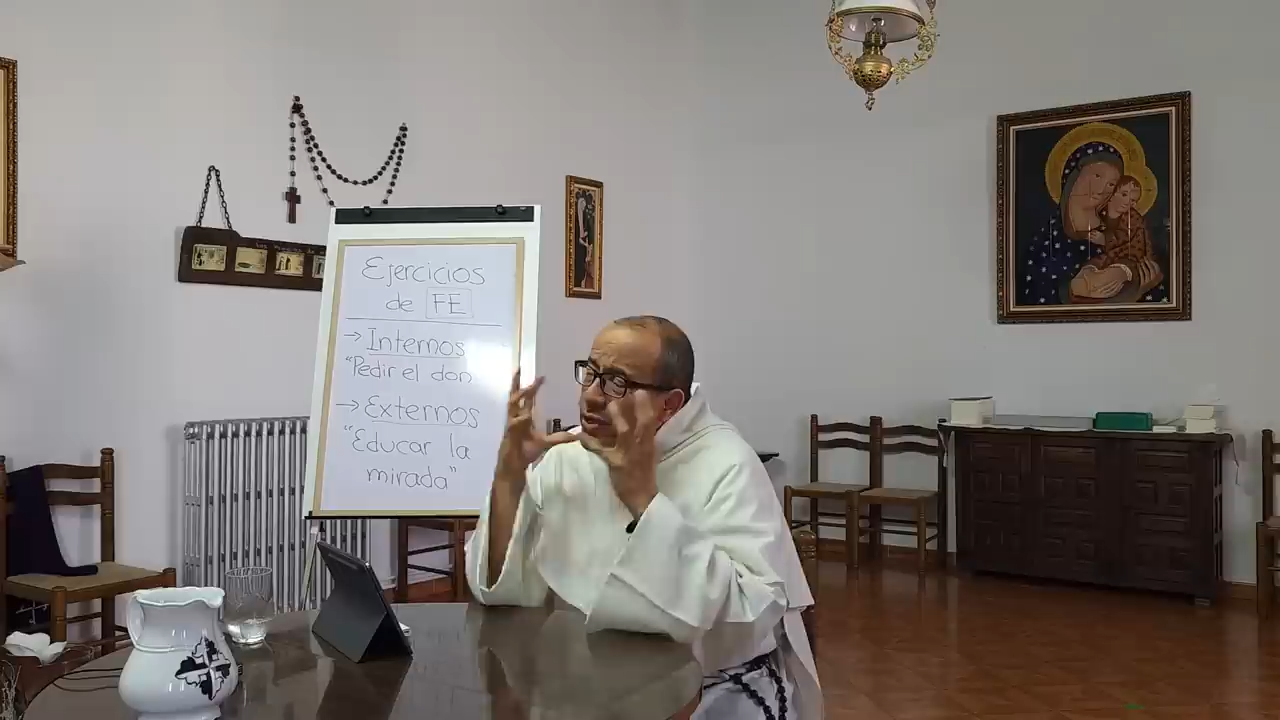 Ejercicios
de FE
→ Internos
"Pedir el don
→ Externos
"Educar la
mirada"